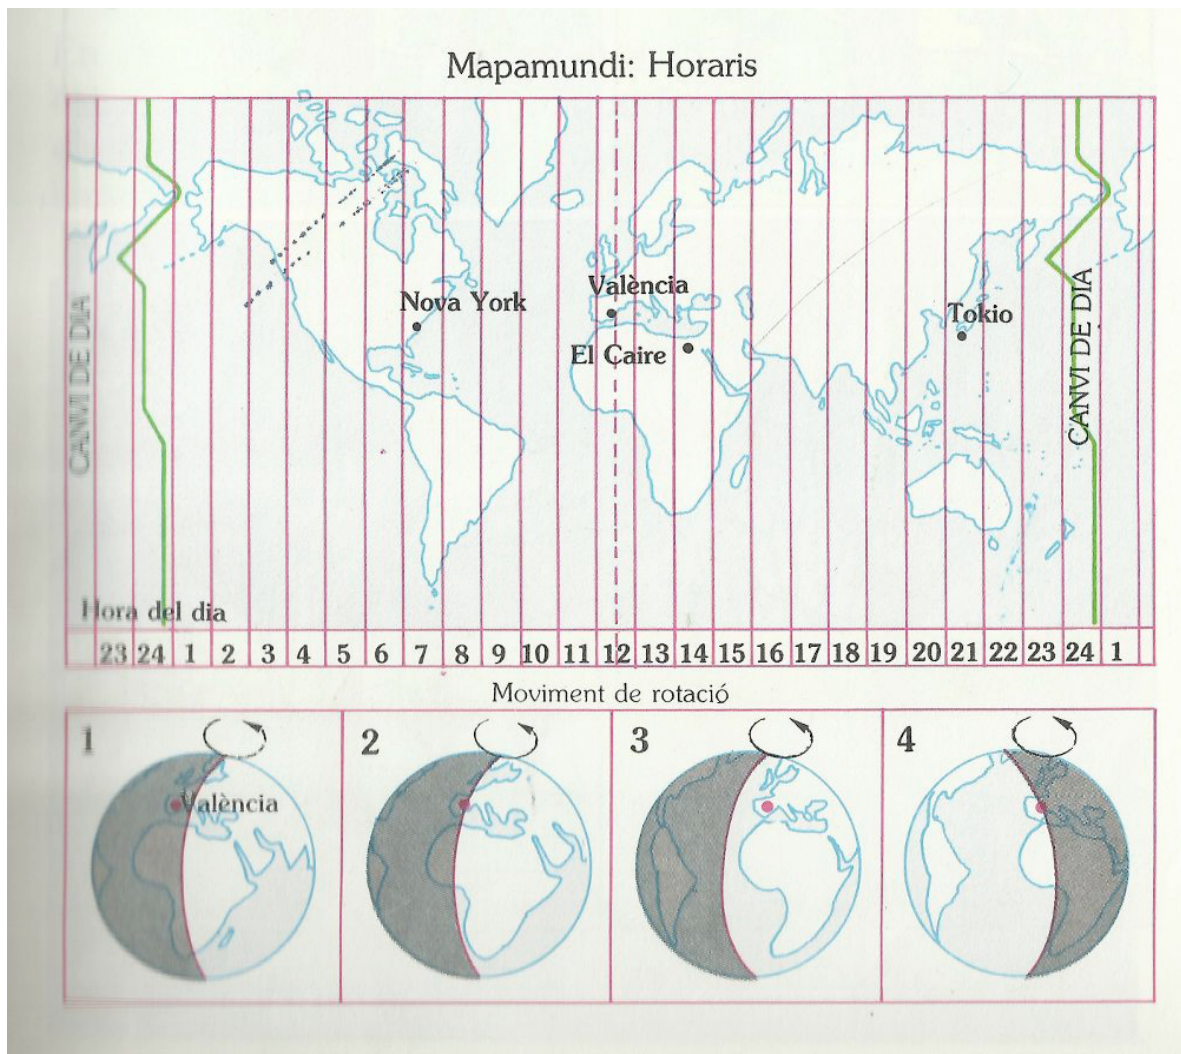 Mapamundi: Horaris
Nova York
València
El Caire
Tokio
CANVI DE DIA
CANVI DE DIA
Hora del dia
23 24 1 2 3 4 5 6 7 8 9 10 11 12 13 14 15 16 17 18 19 20 21 22 23 24 1
Moviment de rotació
1 2 3 4
València